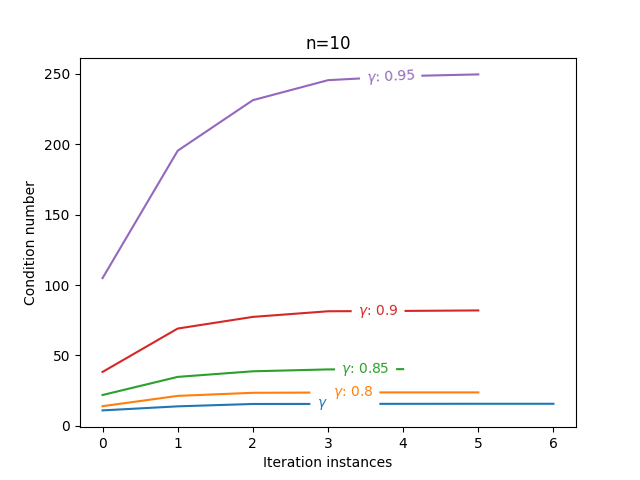 n=10
Condition number
250
200
150
100
50
0
γ: 0.95
γ: 0.9
γ: 0.85
γ: 0.8
γ
0 1 2 3 4 5 6
Iteration instances